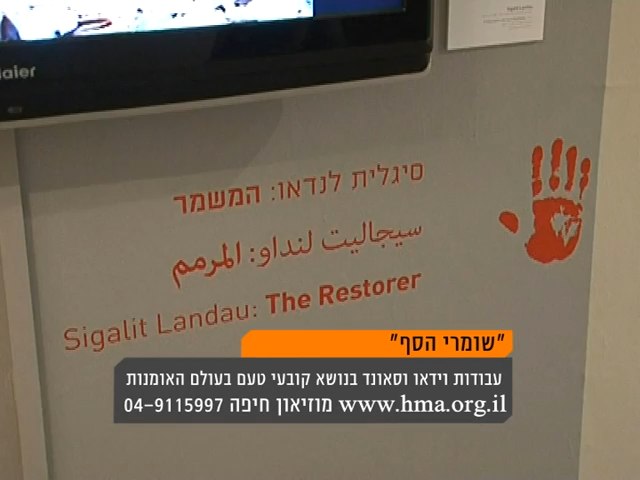 aier
סיגלית לנדאו: המשמר
سيجاليت لنداو: المرمم
Sigalit Landau: The Restorer
"שומרי הסף"
עבודות וידאו וסאונד בנושא קובעי טעם בעולם האומנות
www.hma.org.il מוזיאון חיפה 04-9115997